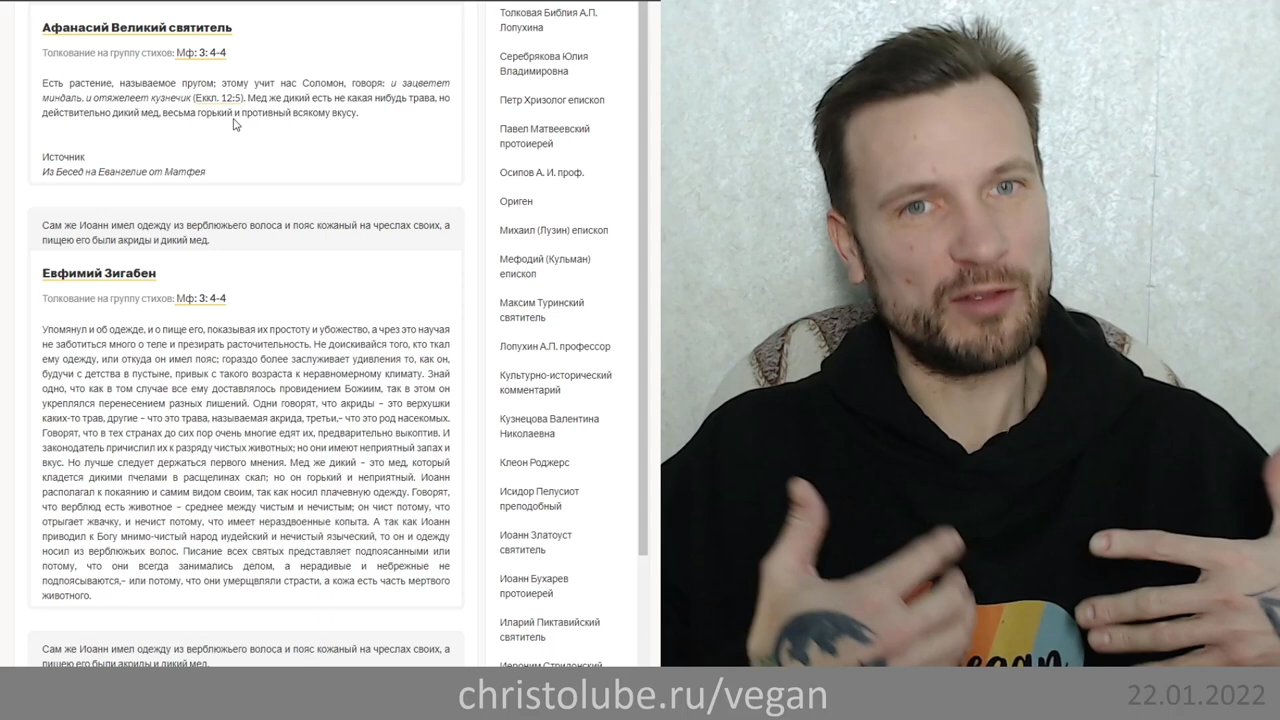 Афанасий Великий святитель
Толкование на группу стихов: Мф: 3: 4-4
Есть растение, называемое пругом; этому учит нас Соломон, говоря: и зацветет
миндаль, и отяжелеет кузнечик (Еккл. 12:5). Мед же дикий есть не какая нибудь трава, но
действительно дикий мед, весьма горький и противный всякому вкусу.
Источник
Из Бесед на Евангелие от Матфея
Сам же Иоанн имел одежду из верблюжьего волоса и пояс кожаный на чреслах своих, а
пищею его были акриды и дикий мед.
Евфимий Зигабен
Толкование на группу стихов: Мф: 3: 4-4
Упомянул и об одежде, и о пище его, показывая их простоту и убожество, а чрез это научая
не заботиться много о теле и презирать расточительность. Не доискивайся того, кто ткал
ему одежду, или откуда он имел пояс; гораздо более заслуживает удивления то, как он,
будучи с детства в пустыне, привык с такого возраста к неравномерному климату. Знай
одно, что как в том случае все ему доставлялось провидением Божиим, так в этом он
укреплялся перенесением разных лишений. Одни говорят, что акриды – это верхушки
каких-то трав, другие – что это трава, называемая акрида, третьи,– что это род насекомых.
Говорят, что в тех странах до сих пор очень многие едят их, предварительно выкоптив. И
законодатель причислил их к разряду чистых животных; но они имеют неприятный запах и
вкус. Но лучше следует держаться первого мнения. Мед же дикий – это мед, который
кладется дикими пчелами в расщелинах скал; но он горький и неприятный. Иоанн
располагал к покаянию и самим видом своим, так как носил плачевную одежду. Говорят,
что верблюд есть животное – среднее между чистым и нечистым; он чист потому, что
отрыгает жвачку, и нечист потому, что имеет нераздвоенные копыта. А так как Иоанн
приводил к Богу мнимо-чистый народ иудейский и нечистый языческий, то он и одежду
носил из верблюжьих волос. Писание всех святых представляет подпоясанными или
потому, что они всегда занимались делом, а нерадивые и небрежные не
подпоясываются,– или потому, что они умерщвляли страсти, а кожа есть часть мертвого
животного.
Сам же Иоанн имел одежду из верблюжьего волоса и пояс кожаный на чреслах своих, а
пищею его были акриды и дикий мед.
Толковая Библия А.П.
Лопухина
Серебрякова Юлия
Владимировна
Петр Хризолог епископ
Павел Матвеевский
протоиерей
Осипов А. И. проф.
Ориген
Михаил (Лузин) епископ
Мефодий (Кульман)
епископ
Максим Туринский
святитель
Лопухин А.П. профессор
Культурно-исторический
комментарий
Кузнецова Валентина
Николаевна
Клеон Роджерс
Исидор Пелусиот
преподобный
Иоанн Златоуст
святитель
Иоанн Бухарев
протоиерей
Иларий Пиктавийский
святитель
Иероним Стридонский
christolube.ru/vegan
22.01.2022